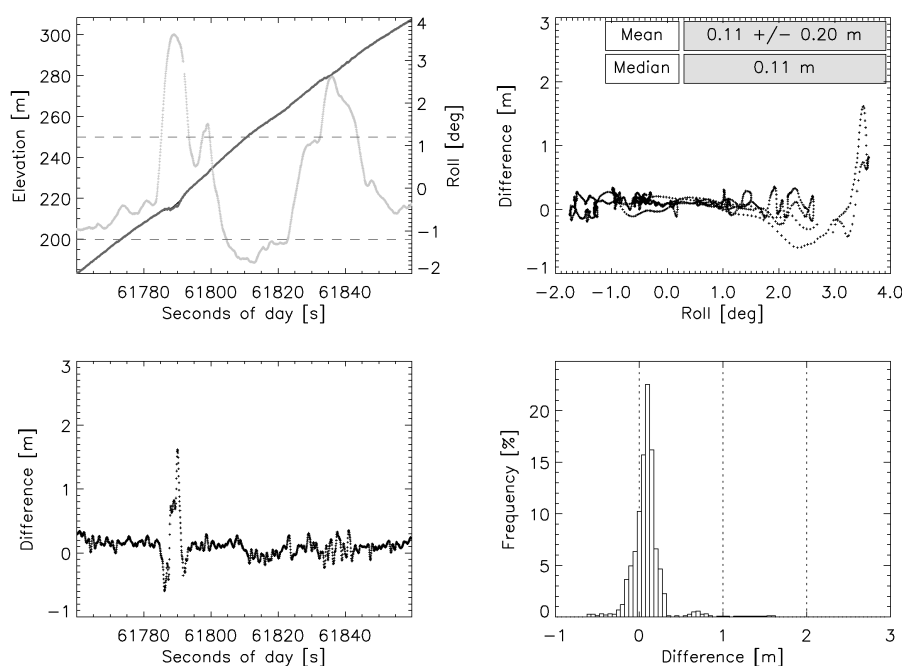 300
280
260
240
220
200
Elevation [m]
4
3
2
1
0
-1
-2
Roll [deg]
61780 61800 61820 61840
Seconds of day [s]
3
2
1
0
-1
Difference [m]
Mean 0.11 +/- 0.20 m
Median 0.11 m
-2.0 -1.0 0.0 1.0 2.0 3.0 4.0
Roll [deg]
3
2
1
0
-1
Difference [m]
61780 61800 61820 61840
Seconds of day [s]
20
15
10
5
0
Frequency [%]
-1 0 1 2 3
Difference [m]